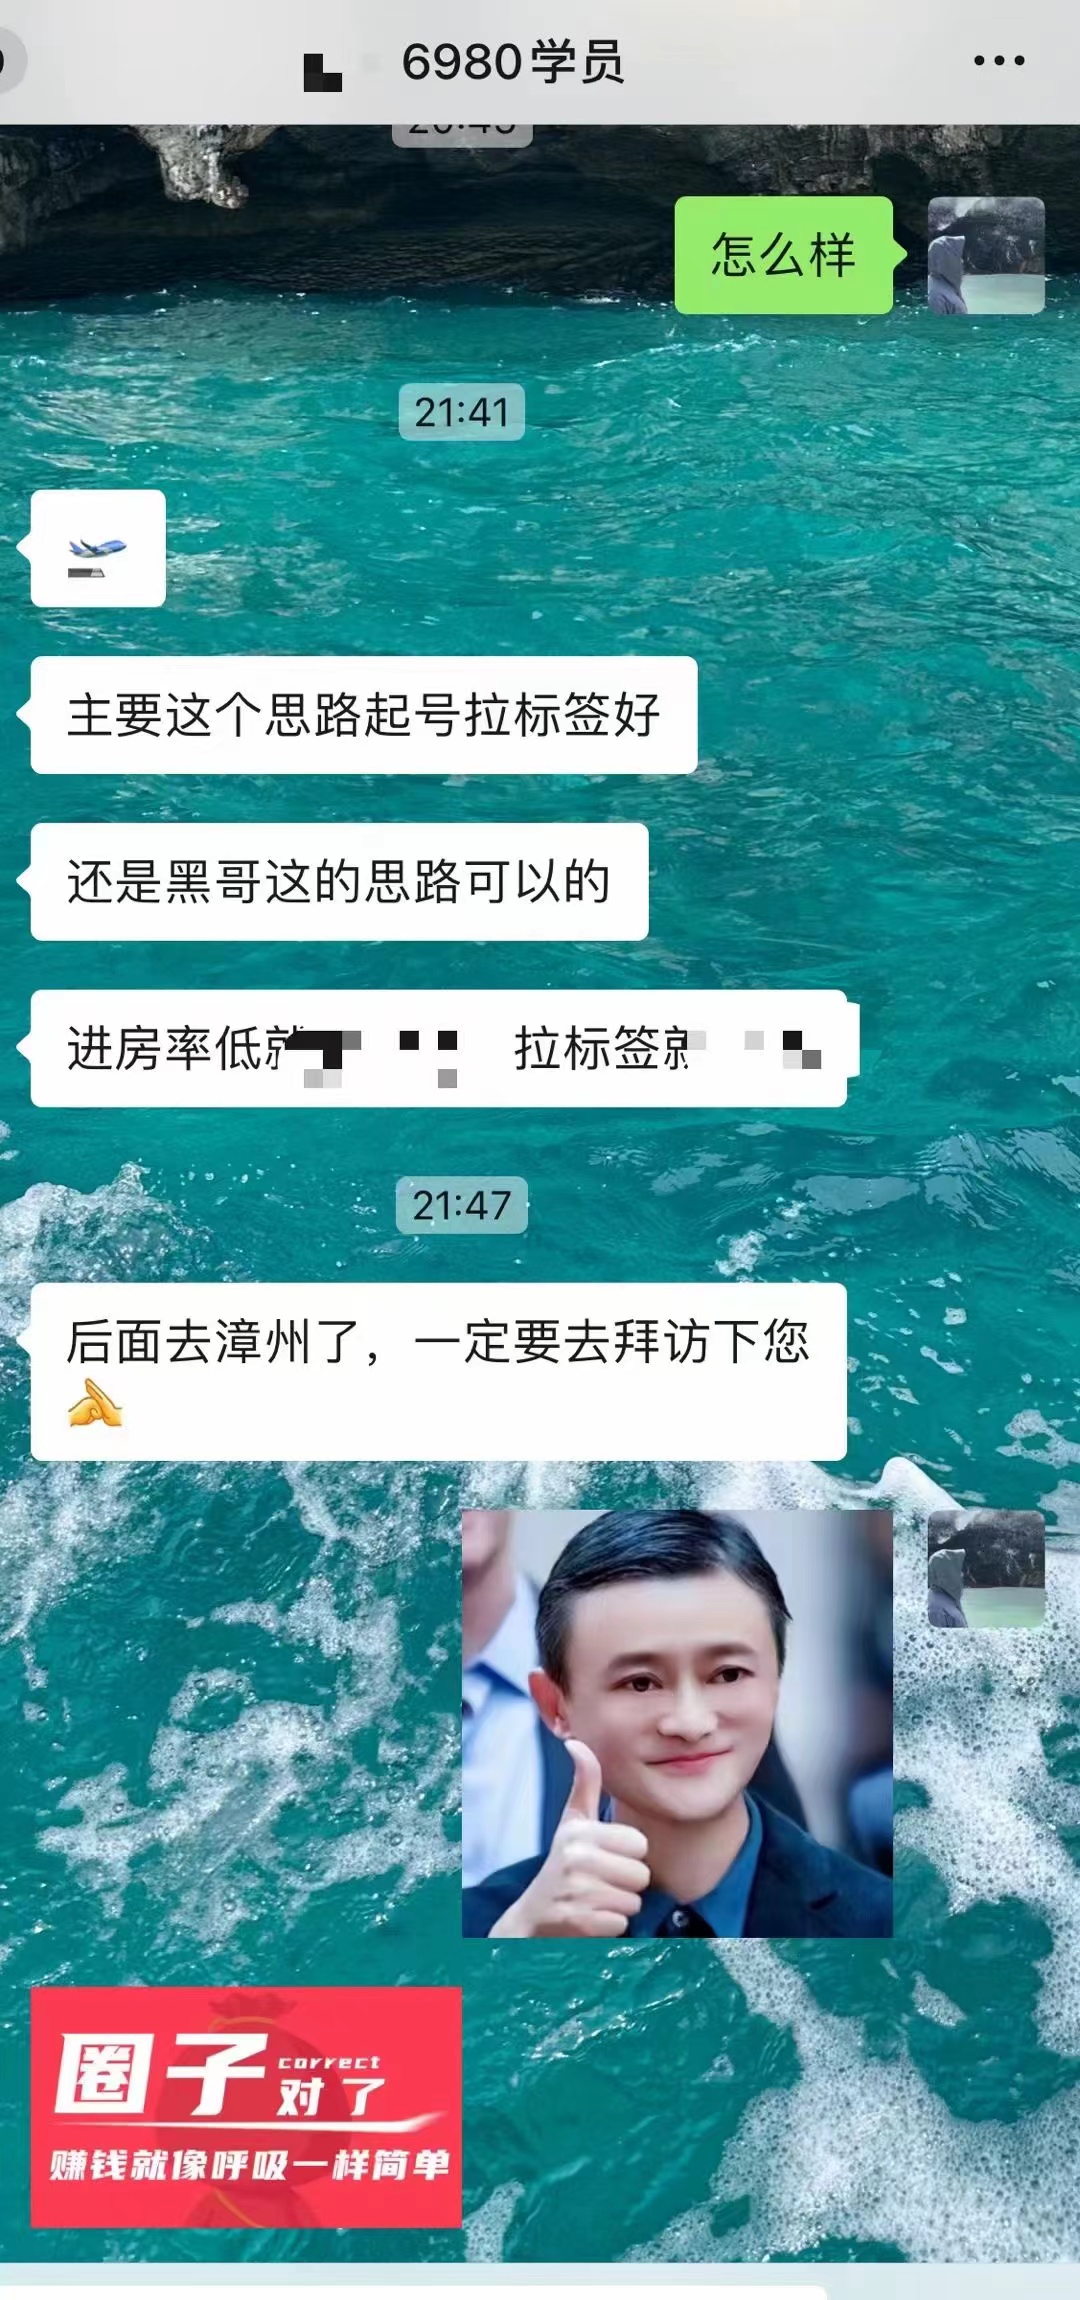 6980学员
怎么样
21:41
主要这个思路起号拉标签好
还是黑哥这的思路可以的
进房率低就
拉标签就
21:47
后面去漳州了，一定要去拜访下您
圈子
correct
对了
赚钱就像呼吸一样简单